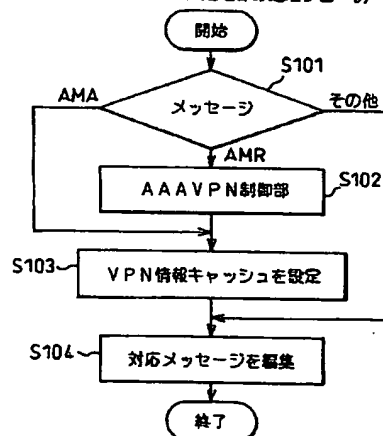 開始
S101
AMA
メッセージ
その他
AMR
AAAVPN制御部
S102
S103
VPN情報キャッシュを設定
S104
対応メッセージを編集
終了